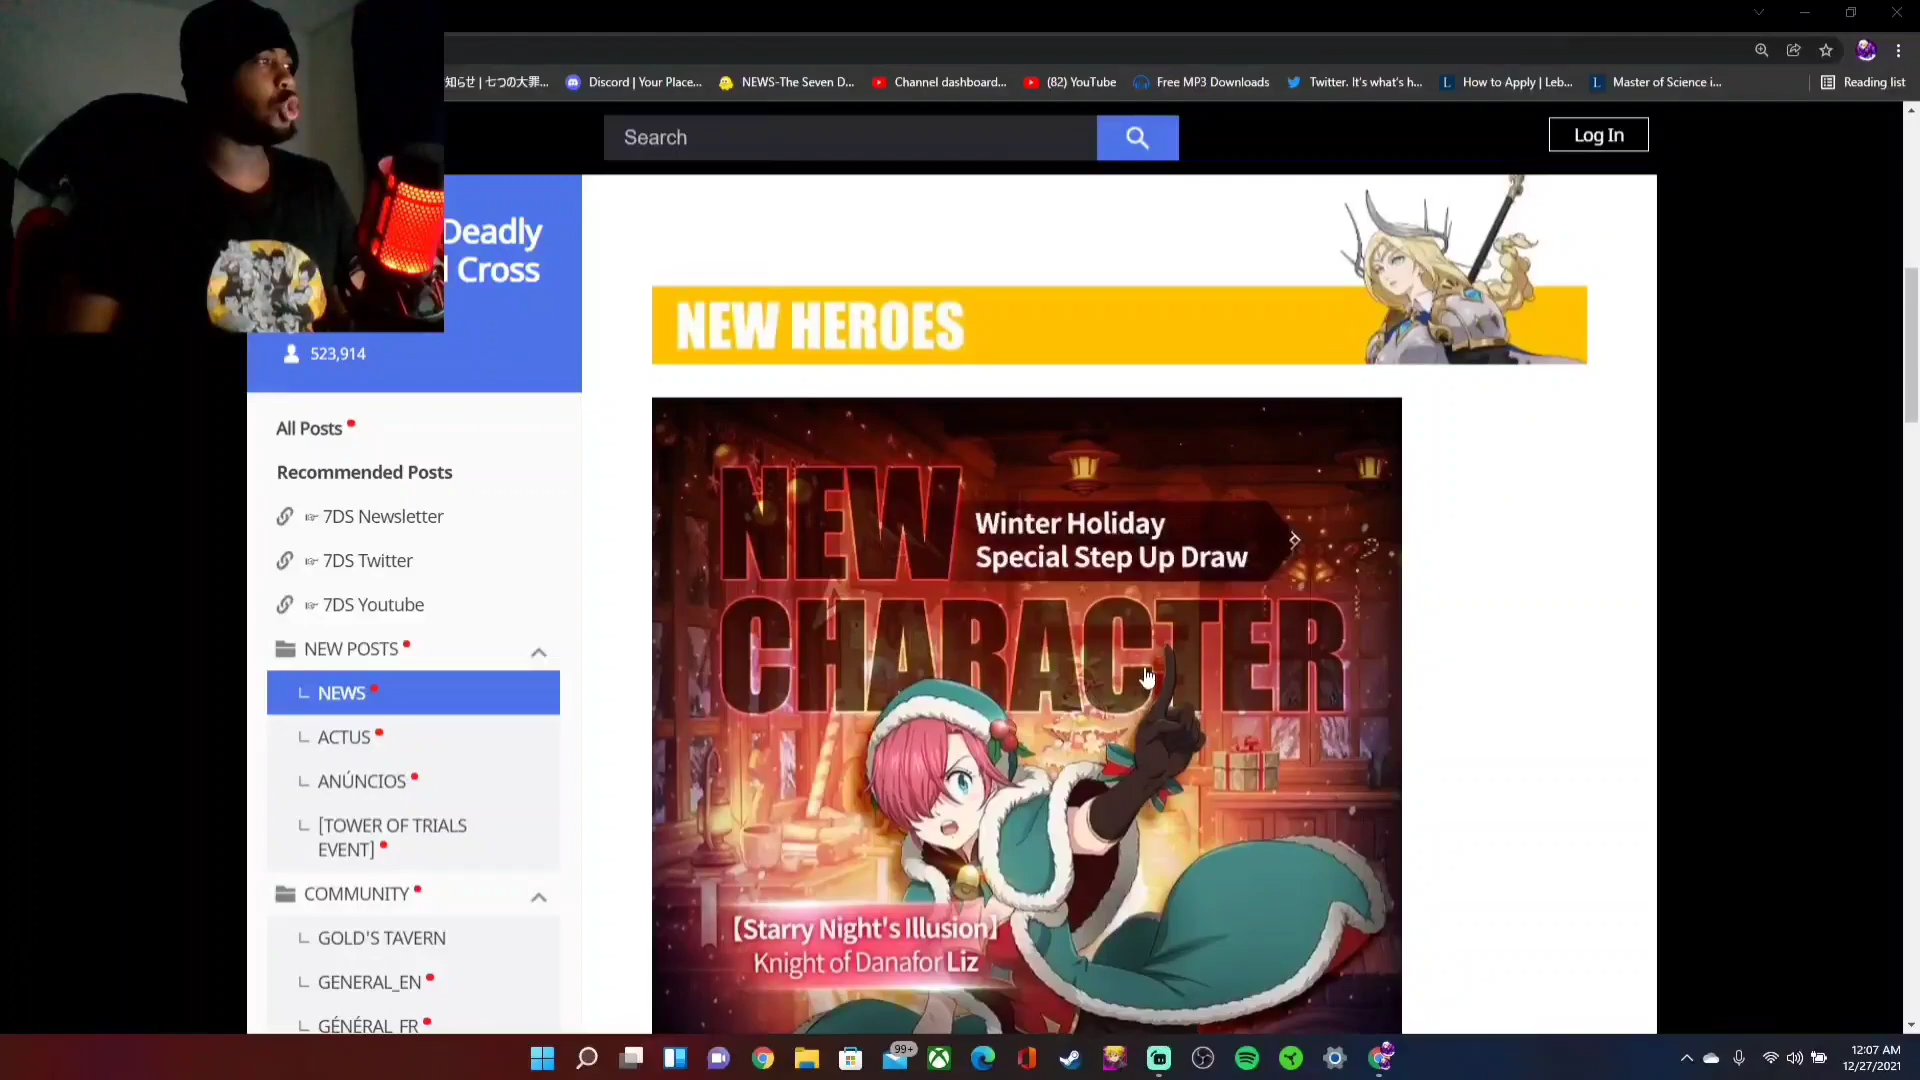 知らせ | 七つの大罪...
Discord | Your Place...
NEWS-The Seven D...
Channel dashboard...
(82) YouTube
Free MP3 Downloads
Twitter. It's what's h...
How to Apply | Leb...
Master of Science i...
Reading list
Search
Log In
Deadly
Cross
523,914
All Posts
Recommended Posts
☞ 7DS Newsletter
☞ 7DS Twitter
☞ 7DS Youtube
NEW POSTS
NEWS
ACTUS
ANÚNCIOS
[TOWER OF TRIALS
EVENT]
COMMUNITY
GOLD'S TAVERN
GENERAL_EN
GÉNÉRAL_FR
NEW HEROES
NEW
Winter Holiday
Special Step Up Draw
CHARACTER
【Starry Night's Illusion】
Knight of Danafor Liz
99+
12:07 AM
12/27/2021